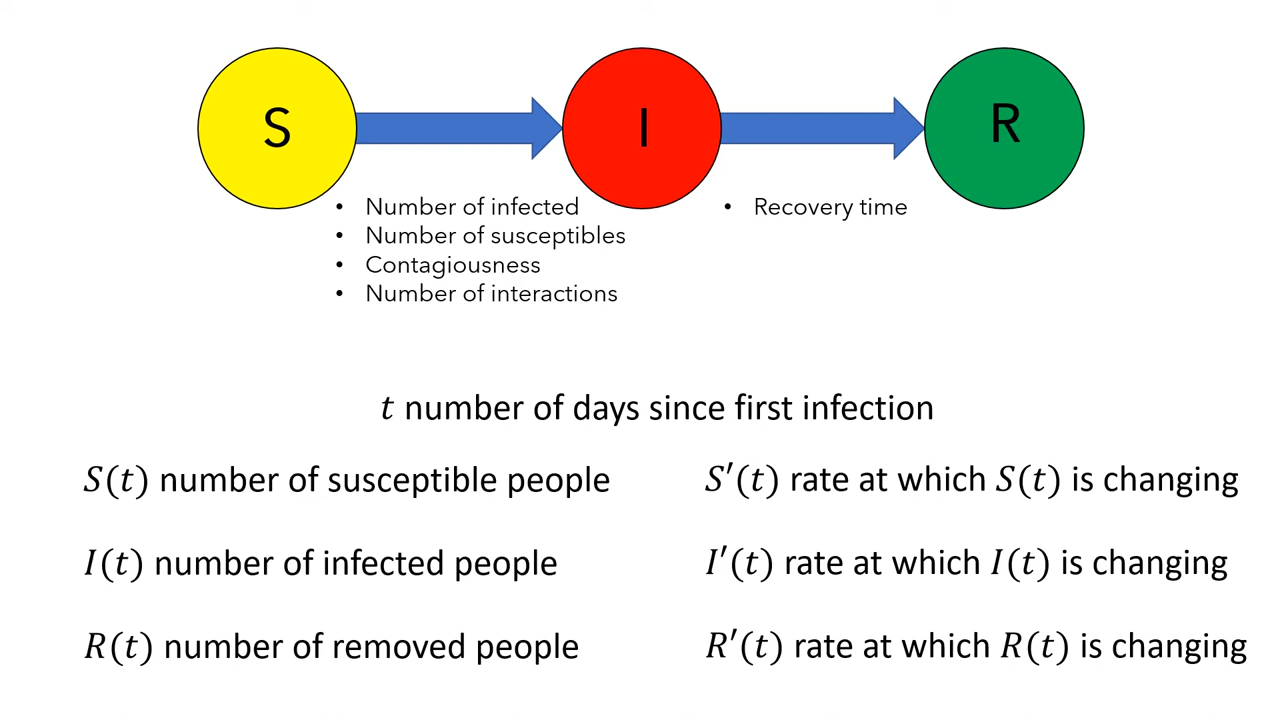 S
I
R
• Number of infected
• Number of susceptibles
• Contagiousness
• Number of interactions
• Recovery time
t number of days since first infection
S(t) number of susceptible people
S′(t) rate at which S(t) is changing
I(t) number of infected people
I′(t) rate at which I(t) is changing
R(t) number of removed people
R′(t) rate at which R(t) is changing